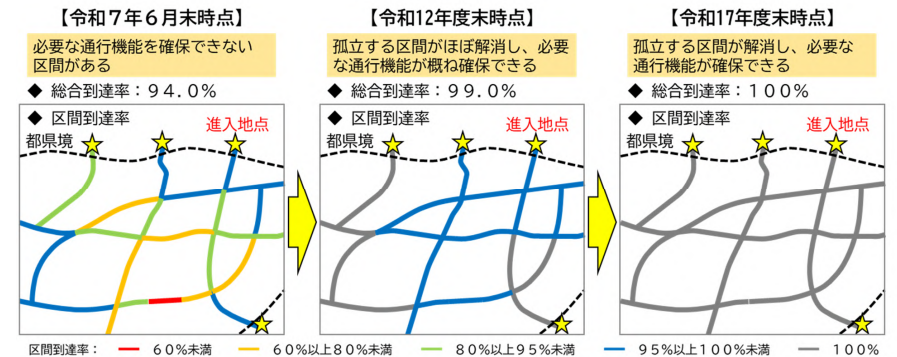 【令和７年６月末時点】
必要な通行機能を確保できない
区間がある
◆ 総合到達率：９４.０％
◆ 区間到達率
進入地点
都県境
【令和12年度末時点】
孤立する区間がほぼ解消し、必要
な通行機能が概ね確保できる
◆ 総合到達率：９９.０％
◆ 区間到達率
進入地点
都県境
【令和17年度末時点】
孤立する区間が解消し、必要な
通行機能が確保できる
◆ 総合到達率：１００％
◆ 区間到達率
進入地点
都県境
区間到達率： ６０％未満 ６０％以上８０％未満 ８０％以上９５％未満 ９５％以上１００％未満 １００％